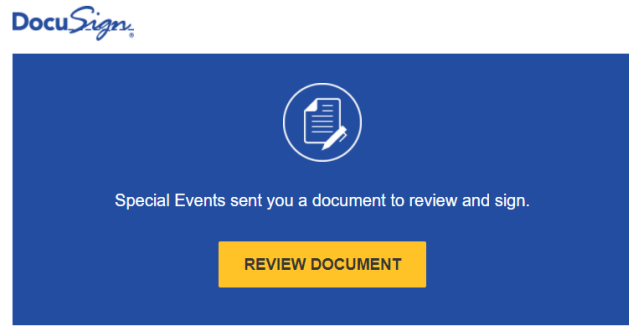 DocuSign®
Special Events sent you a document to review and sign.
REVIEW DOCUMENT